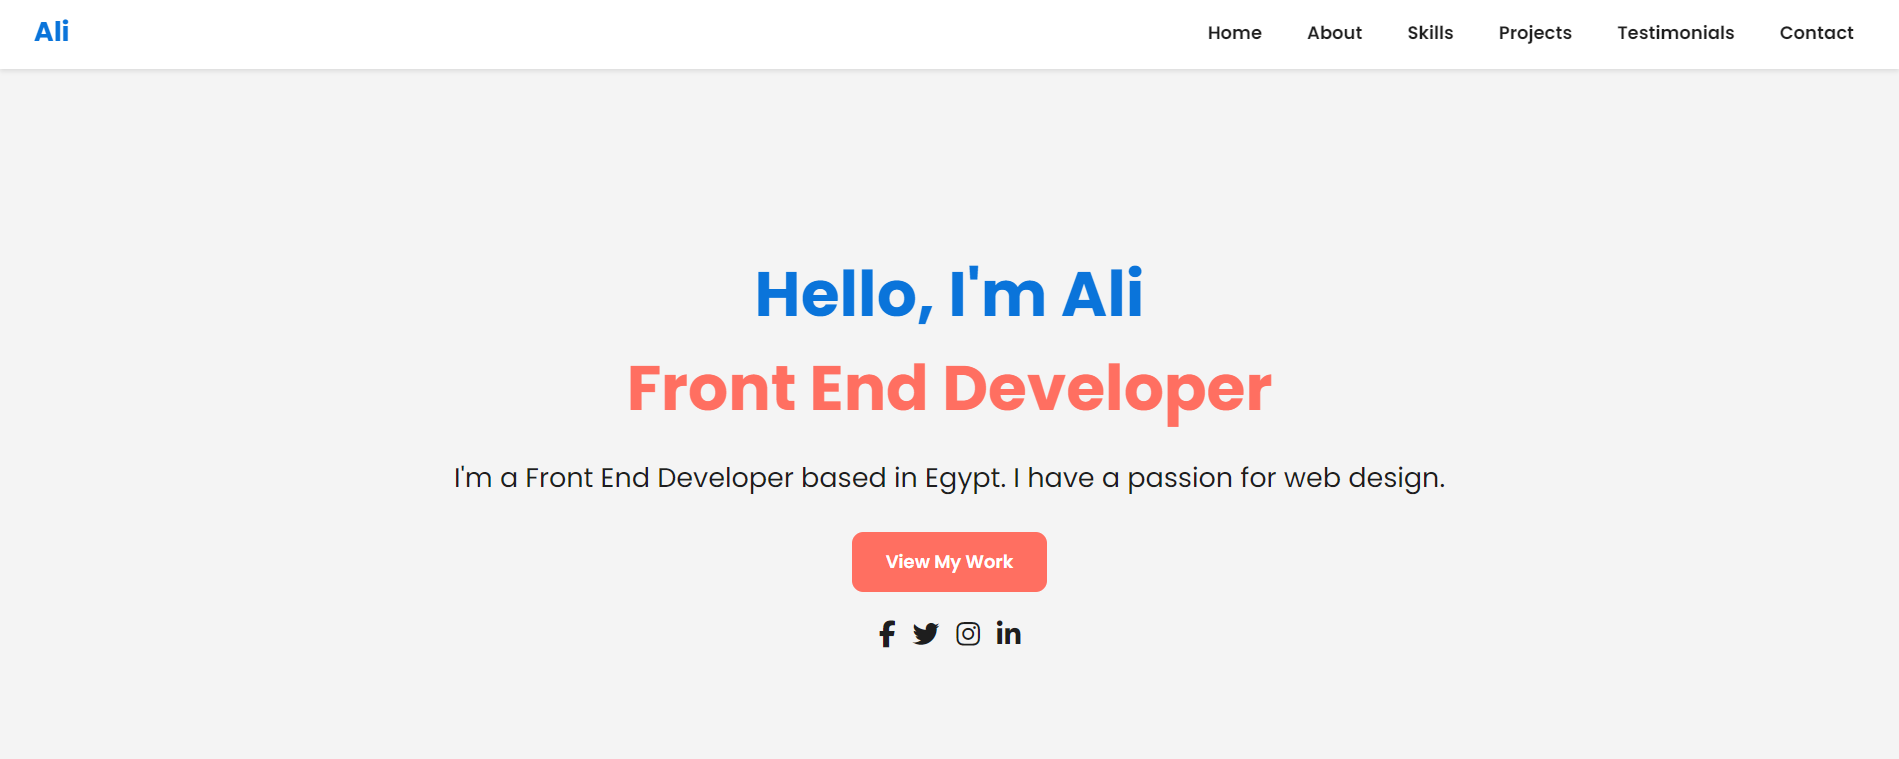 Ali
Home About Skills Projects Testimonials Contact
Hello, I'm Ali
Front End Developer
I'm a Front End Developer based in Egypt. I have a passion for web design.
View My Work